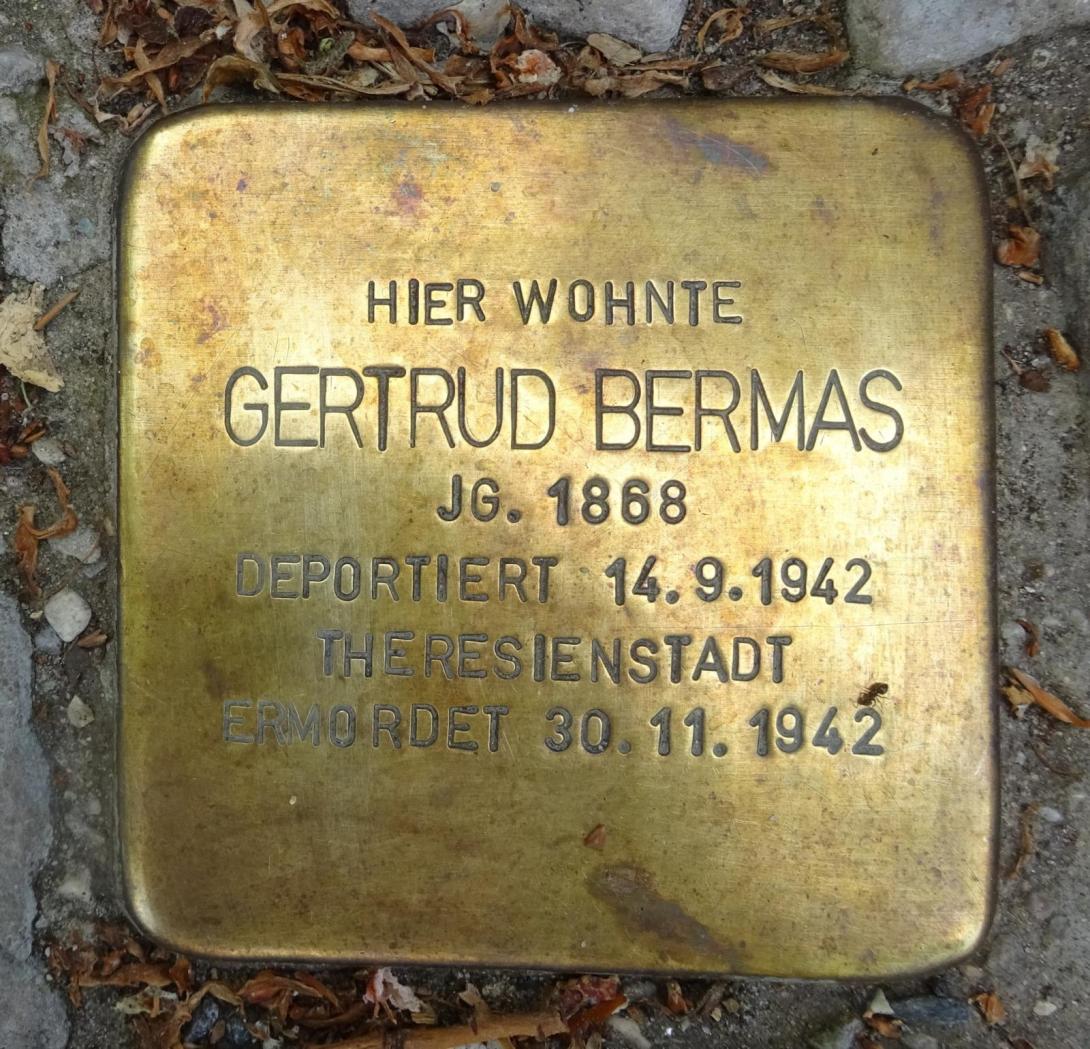 HIER WOHNTE
GERTRUD BERMAS
JG. 1868
DEPORTIERT 14.9.1942
THERESIENSTADT
ERMORDET 30.11.1942